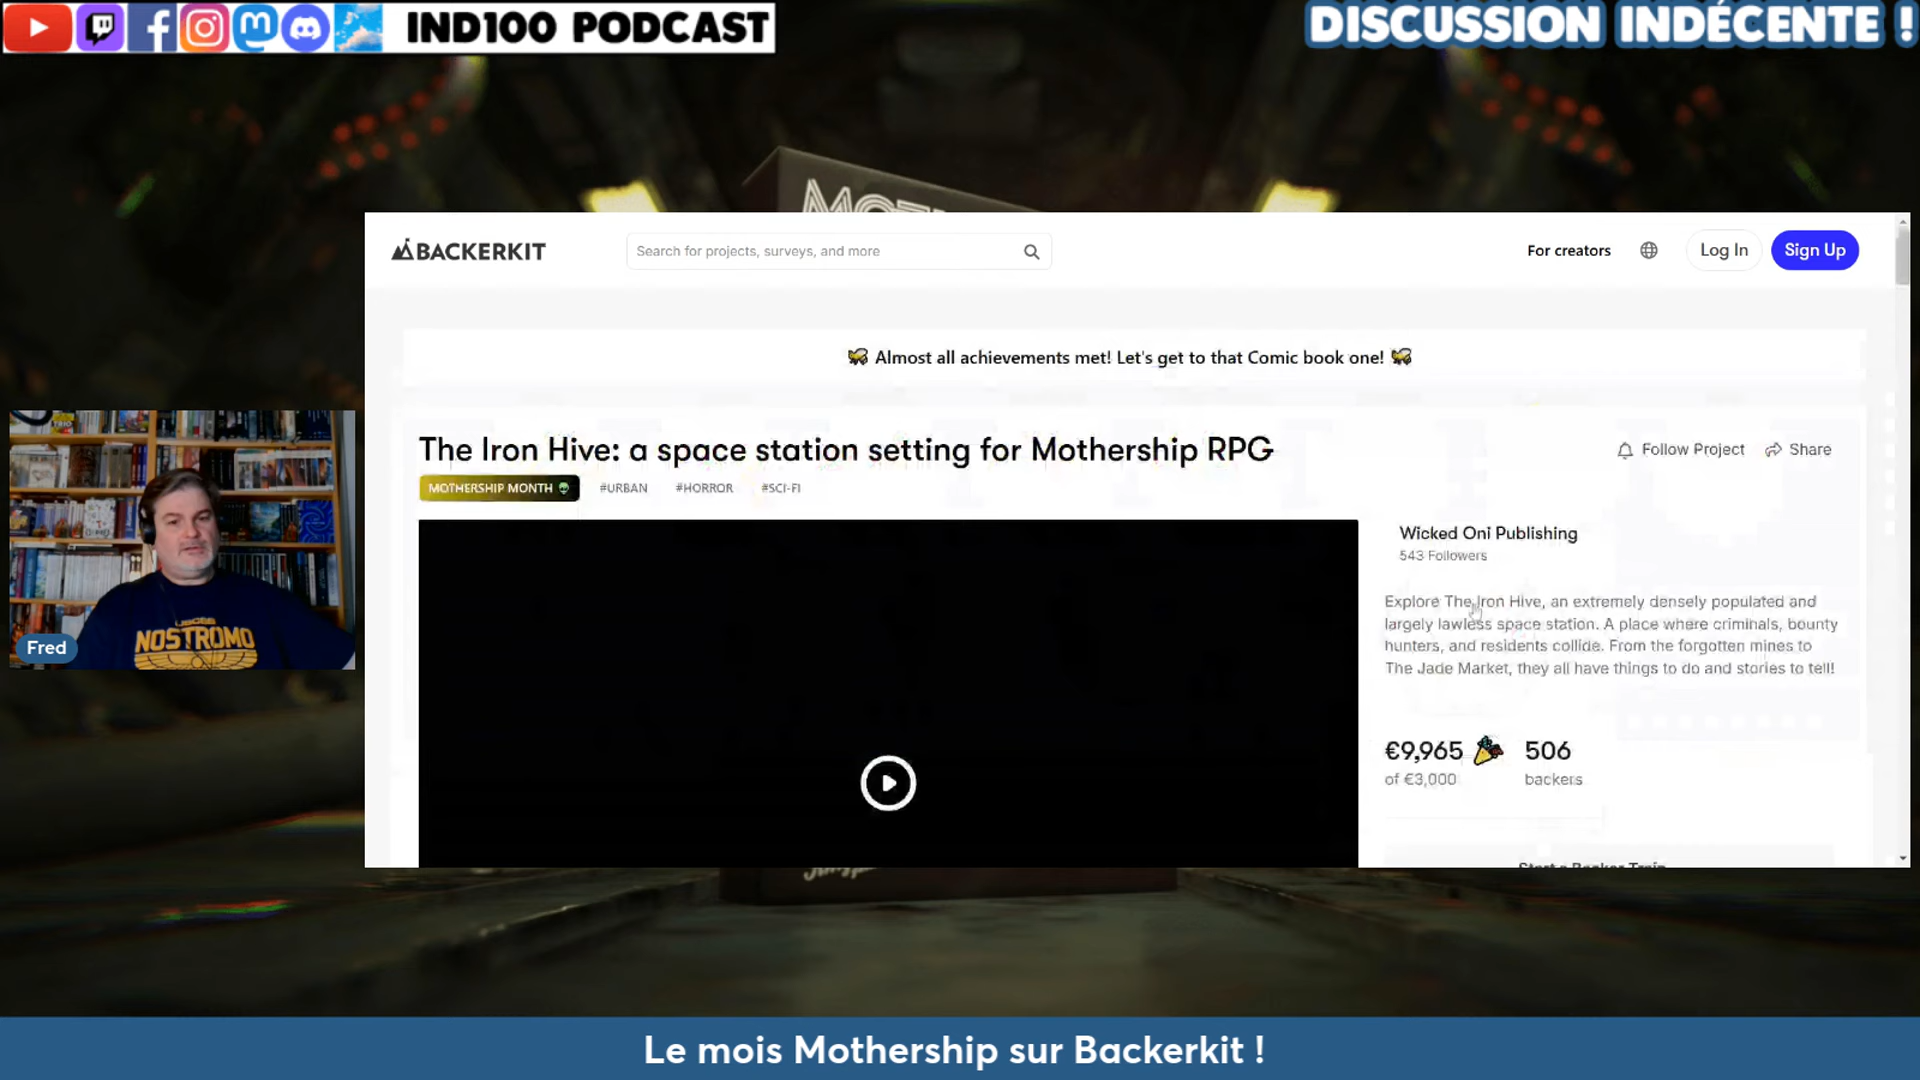 IND100 PODCAST
DISCUSSION INDÉCENTE !
BACKERKIT
Search for projects, surveys, and more
For creators
Log In
Sign Up
Almost all achievements met! Let's get to that Comic book one!
The Iron Hive: a space station setting for Mothership RPG
Follow Project
Share
MOTHERSHIP MONTH
#URBAN
#HORROR
#SCI-FI
Wicked Oni Publishing
543 Followers
Explore The Iron Hive, an extremely densely populated and
largely lawless space station. A place where criminals, bounty
hunters, and residents collide. From the forgotten mines to
The Jade Market, they all have things to do and stories to tell!
€9,965
506
of €3,000
backers
NOSTROMO
Fred
Le mois Mothership sur Backerkit !